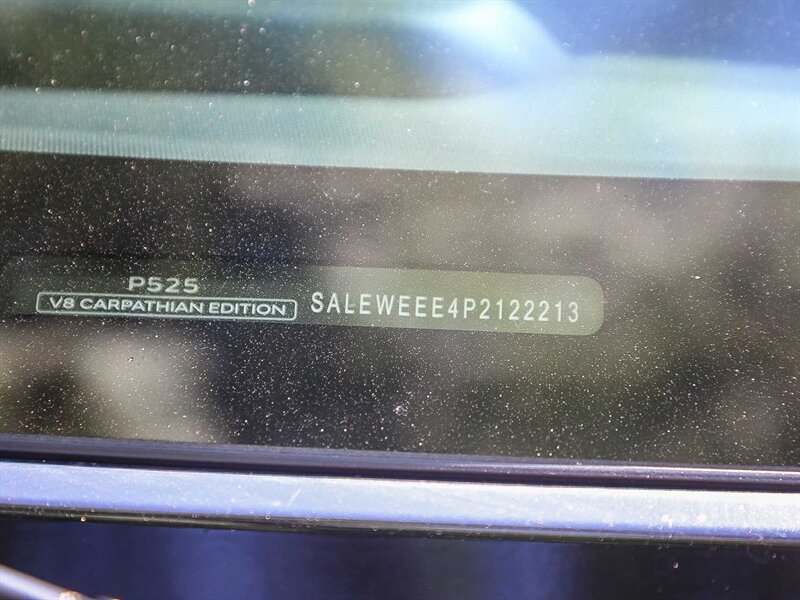 P525
V8 CARPATHIAN EDITION
SALEWEEE4P2122213